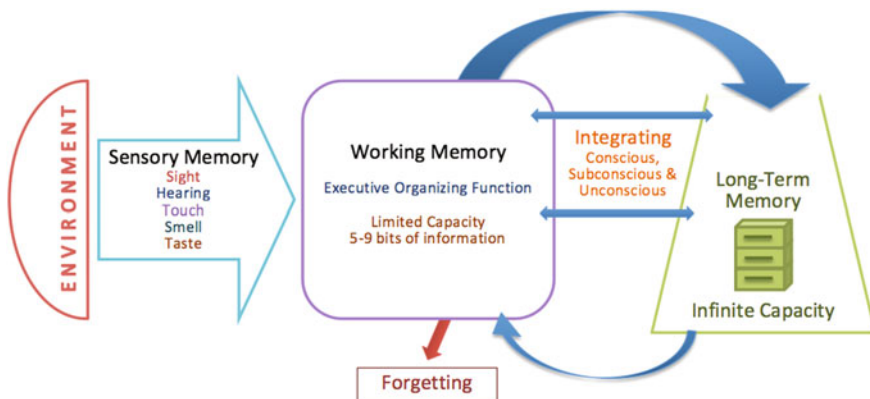 ENVIRONMENT
Sensory Memory
Sight
Hearing
Touch
Smell
Taste
Working Memory
Executive Organizing Function
Limited Capacity
5-9 bits of information
Forgetting
Integrating
Conscious,
Subconscious &
Unconscious
Long-Term
Memory
Infinite Capacity